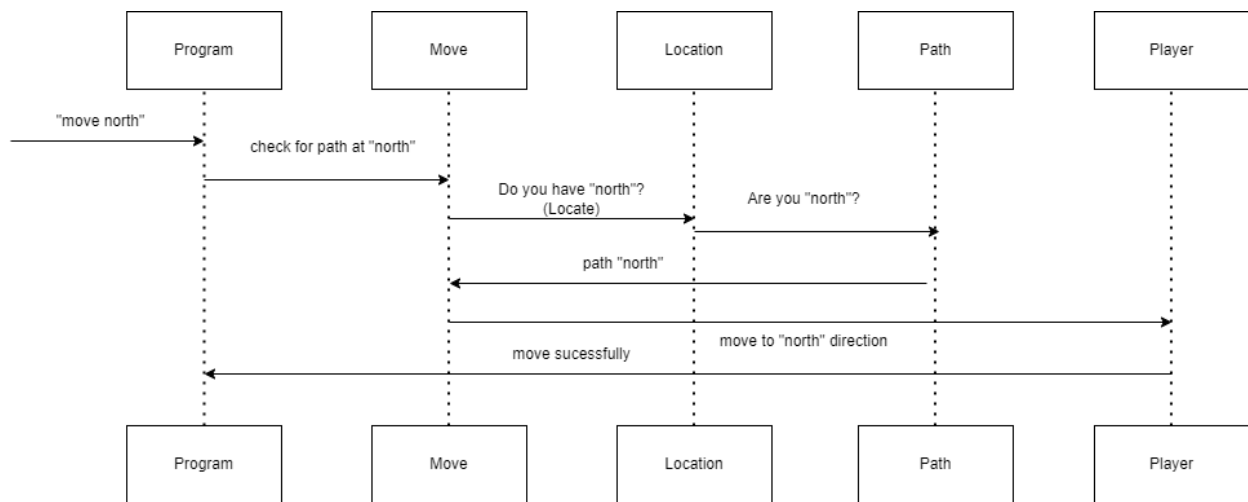 Program
Move
Location
Path
Player
"move north"
check for path at "north"
Do you have "north"?
(Locate)
Are you "north"?
path "north"
move to "north" direction
move sucessfully
Program
Move
Location
Path
Player